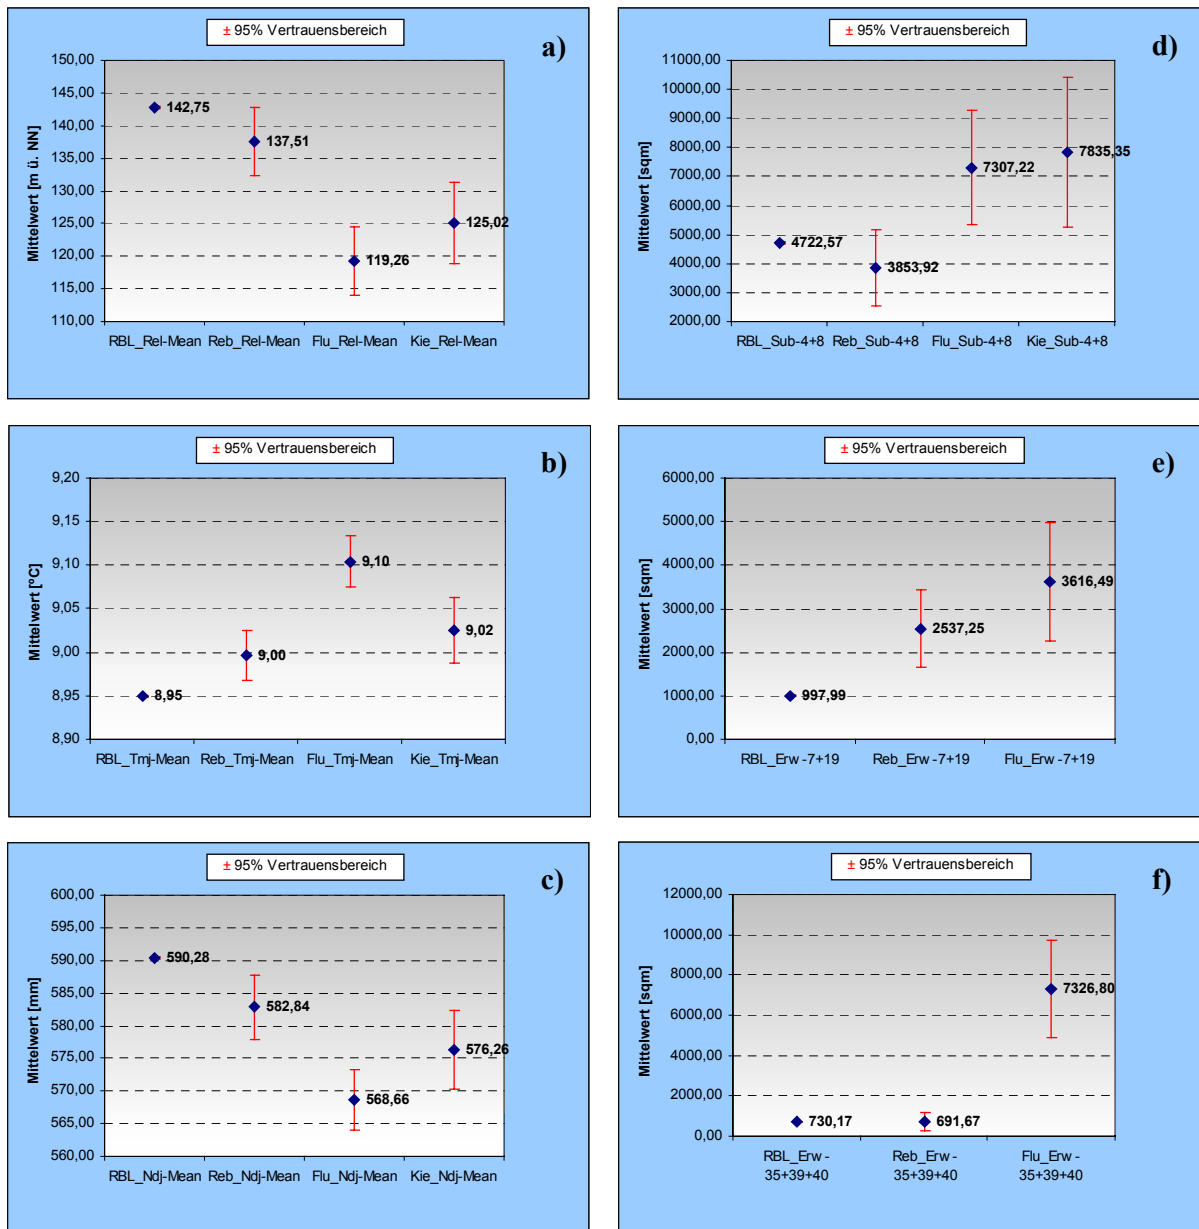 ± 95% Vertrauensbereich
a)
Mittelwert [m ü. NN]
150,00
145,00
140,00
135,00
130,00
125,00
120,00
115,00
110,00
142,75
137,51
119,26
125,02
RBL_Rel-Mean Reb_Rel-Mean Flu_Rel-Mean Kie_Rel-Mean
± 95% Vertrauensbereich
d)
Mittelwert [sqm]
11000,00
10000,00
9000,00
8000,00
7000,00
6000,00
5000,00
4000,00
3000,00
2000,00
4722,57
3853,92
7307,22
7835,35
RBL_Sub-4+8 Reb_Sub-4+8 Flu_Sub-4+8 Kie_Sub-4+8
± 95% Vertrauensbereich
b)
Mittelwert [°C]
9,20
9,15
9,10
9,05
9,00
8,95
8,90
8,95
9,00
9,10
9,02
RBL_Tmj-Mean Reb_Tmj-Mean Flu_Tmj-Mean Kie_Tmj-Mean
± 95% Vertrauensbereich
e)
Mittelwert [sqm]
6000,00
5000,00
4000,00
3000,00
2000,00
1000,00
0,00
997,99
2537,25
3616,49
RBL_Erw -7+19 Reb_Erw -7+19 Flu_Erw -7+19
± 95% Vertrauensbereich
c)
Mittelwert [mm]
600,00
595,00
590,00
585,00
580,00
575,00
570,00
565,00
560,00
590,28
582,84
568,66
576,26
RBL_Ndj-Mean Reb_Ndj-Mean Flu_Ndj-Mean Kie_Ndj-Mean
± 95% Vertrauensbereich
f)
Mittelwert [sqm]
12000,00
10000,00
8000,00
6000,00
4000,00
2000,00
0,00
730,17
691,67
7326,80
RBL_Erw - Reb_Erw - Flu_Erw -
35+39+40 35+39+40 35+39+40